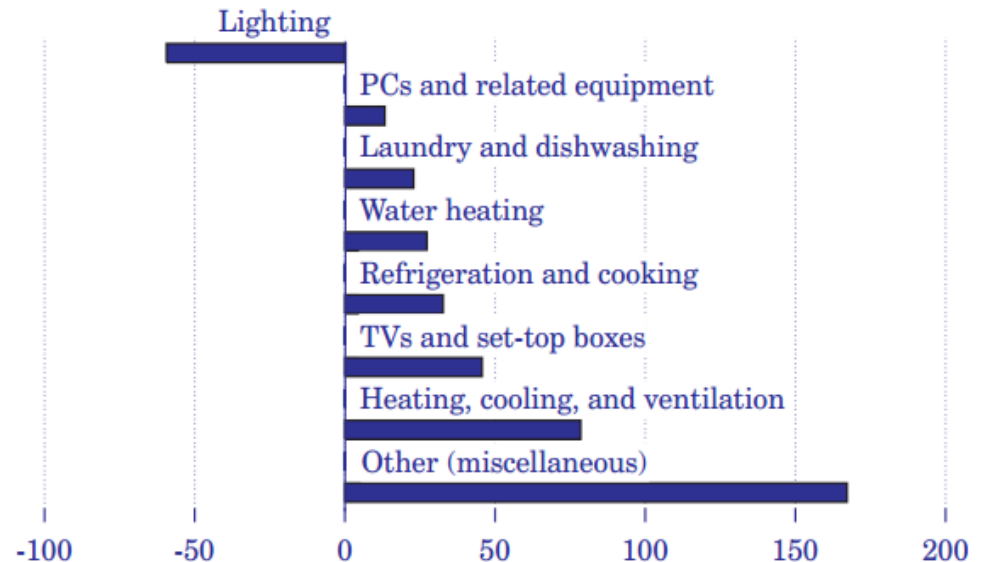 Lighting
PCs and related equipment
Laundry and dishwashing
Water heating
Refrigeration and cooking
TVs and set-top boxes
Heating, cooling, and ventilation
Other (miscellaneous)
-100 -50 0 50 100 150 200